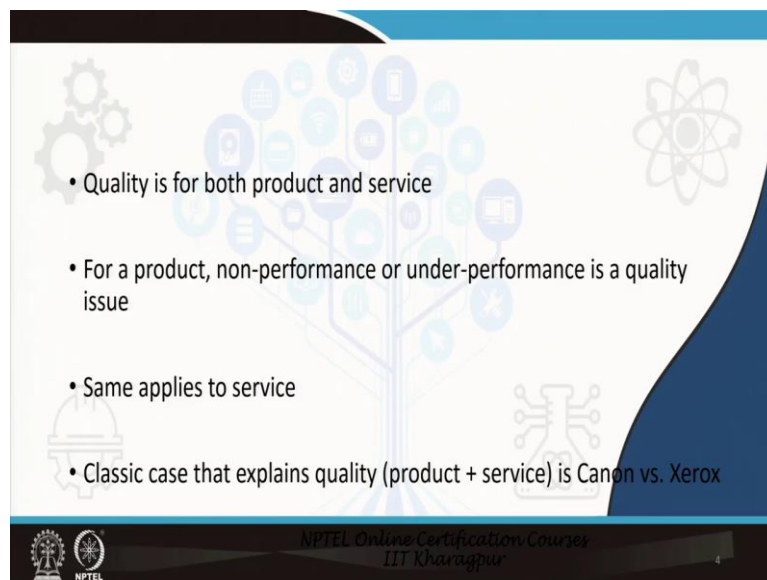 • Quality is for both product and service
• For a product, non-performance or under-performance is a quality
issue
• Same applies to service
• Classic case that explains quality (product + service) is Canon vs. Xerox
NPTEL Online Certification Courses
IIT Kharagpur
NPTEL
4